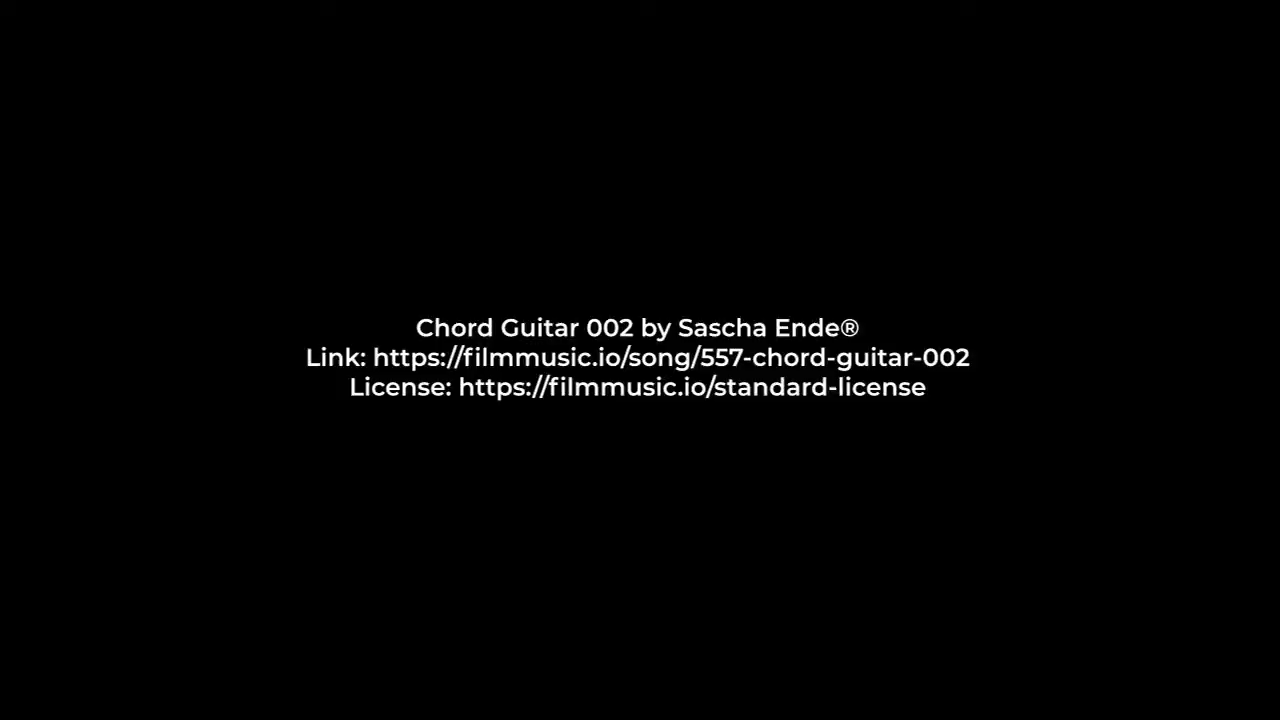 Chord Guitar 002 by Sascha Ende®
Link: https://filmmusic.io/song/557-chord-guitar-002
License: https://filmmusic.io/standard-license